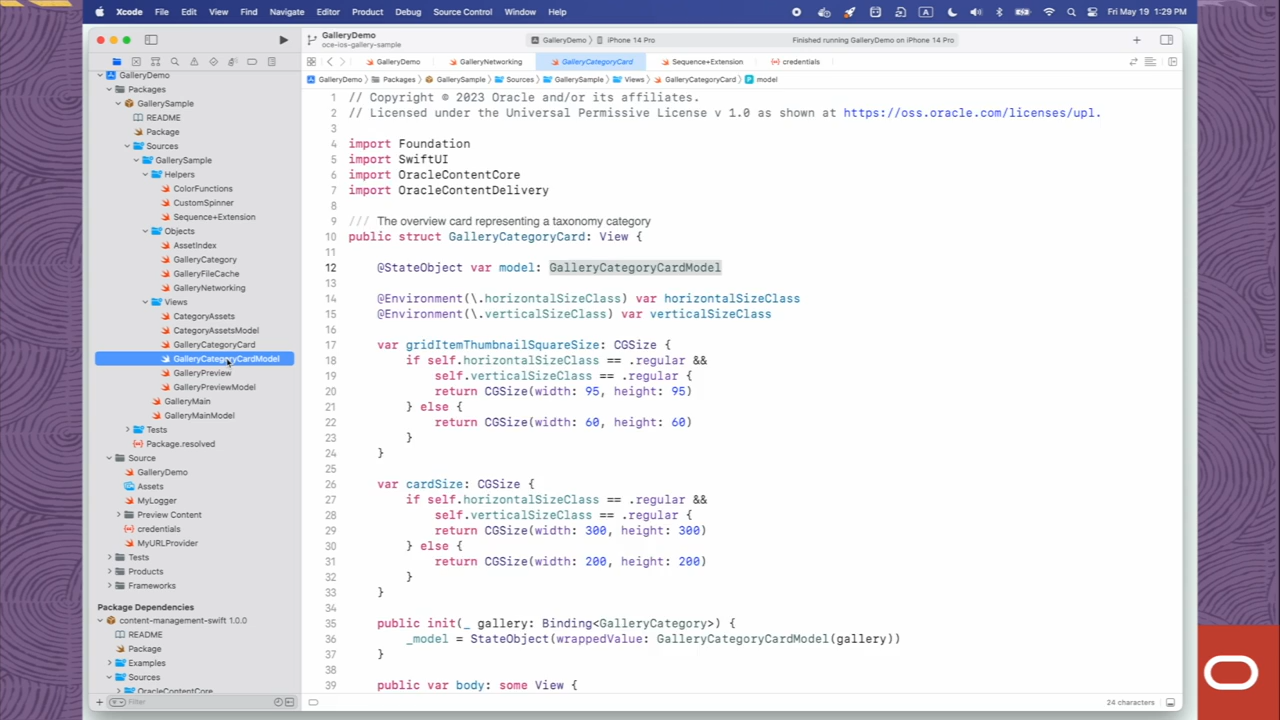 Xcode File Edit View Find Navigate Editor Product Debug Source Control Window Help
A
Fri May 19 1:29 PM
GalleryDemo
oce-ios-gallery-sample
GalleryDemo iPhone 14 Pro
Finished running GalleryDemo on iPhone 14 Pro
GalleryDemo
GalleryNetworking
GalleryCategoryCard
Sequence+Extension
credentials
GalleryDemo Packages GallerySample Sources GallerySample Views GalleryCategoryCard P model
GalleryDemo
Packages
GallerySample
README
Package
Sources
GallerySample
Helpers
ColorFunctions
CustomSpinner
Sequence+Extension
Objects
AssetIndex
GalleryCategory
GalleryFileCache
GalleryNetworking
Views
CategoryAssets
CategoryAssetsModel
GalleryCategoryCard
GalleryCategoryCardModel
GalleryPreview
GalleryPreviewModel
GalleryMain
GalleryMainModel
Tests
Package.resolved
Source
GalleryDemo
Assets
MyLogger
Preview Content
credentials
MyURLProvider
Tests
Products
Frameworks
Package Dependencies
content-management-swift 1.0.0
README
Package
Examples
Sources
OracleContentCore
Filter
1 // Copyright © 2023 Oracle and/or its affiliates.
2 // Licensed under the Universal Permissive License v 1.0 as shown at https://oss.oracle.com/licenses/upl.
3
4 import Foundation
5 import SwiftUI
6 import OracleContentCore
7 import OracleContentDelivery
8
9 /// The overview card representing a taxonomy category
10 public struct GalleryCategoryCard: View {
11
12 @StateObject var model: GalleryCategoryCardModel
13
14 @Environment(\.horizontalSizeClass) var horizontalSizeClass
15 @Environment(\.verticalSizeClass) var verticalSizeClass
16
17 var gridItemThumbnailSquareSize: CGSize {
18 if self.horizontalSizeClass == .regular &&
19 self.verticalSizeClass == .regular {
20 return CGSize(width: 95, height: 95)
21 } else {
22 return CGSize(width: 60, height: 60)
23 }
24 }
25
26 var cardSize: CGSize {
27 if self.horizontalSizeClass == .regular &&
28 self.verticalSizeClass == .regular {
29 return CGSize(width: 300, height: 300)
30 } else {
31 return CGSize(width: 200, height: 200)
32 }
33 }
34
35 public init(_ gallery: Binding<GalleryCategory>) {
36 _model = StateObject(wrappedValue: GalleryCategoryCardModel(gallery))
37 }
38
39 public var body: some View {
24 characters